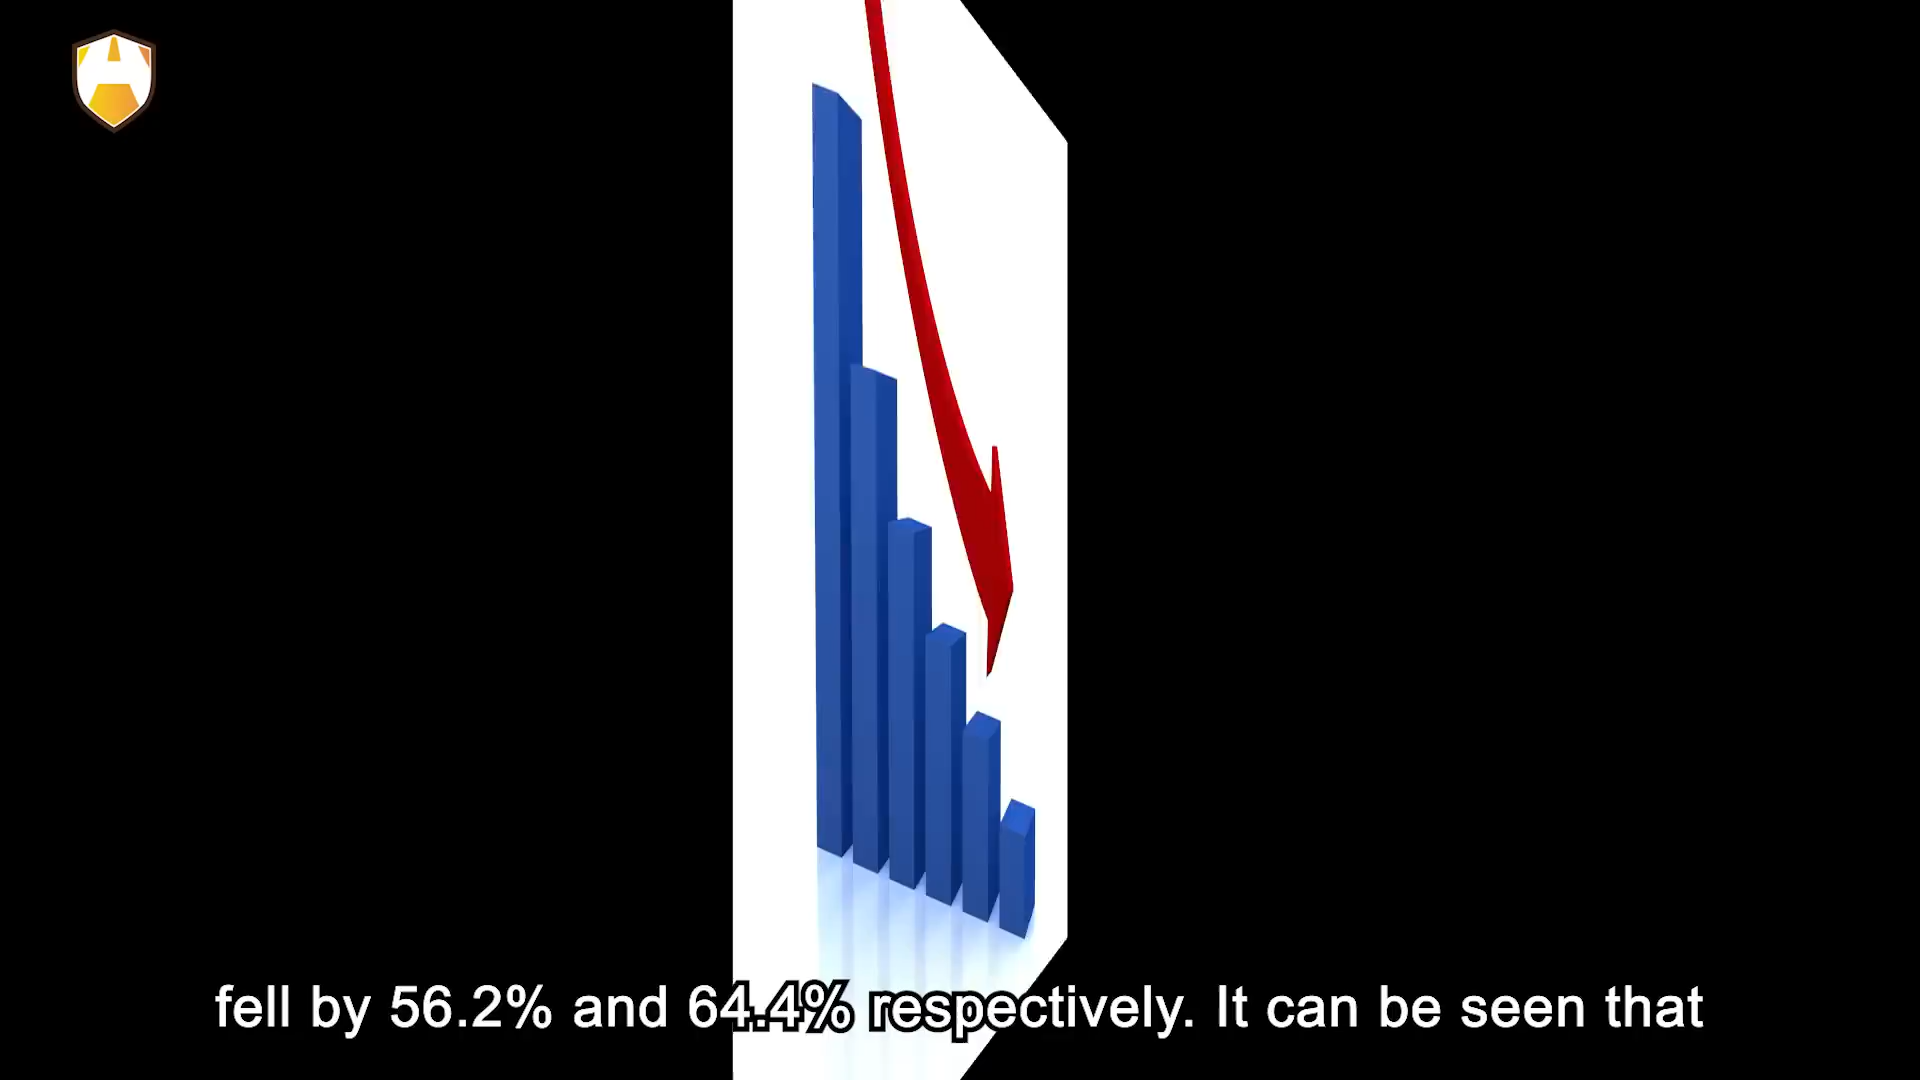 fell by 56.2% and 64.4% respectively. It can be seen that